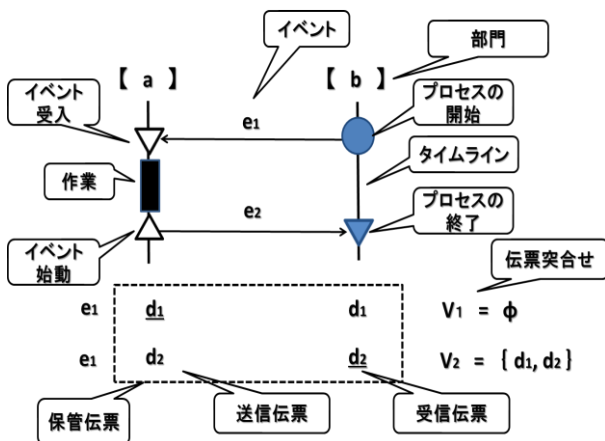 イベント
部門
【 a 】
【 b 】
イベント
受入
プロセスの
開始
e₁
タイムライン
作業
e₂
プロセスの
終了
イベント
始動
伝票突合せ
e₁ d₁ d₁ V₁ = ϕ
e₁ d₂ d₂ V₂ = { d₁, d₂ }
保管伝票
送信伝票
受信伝票